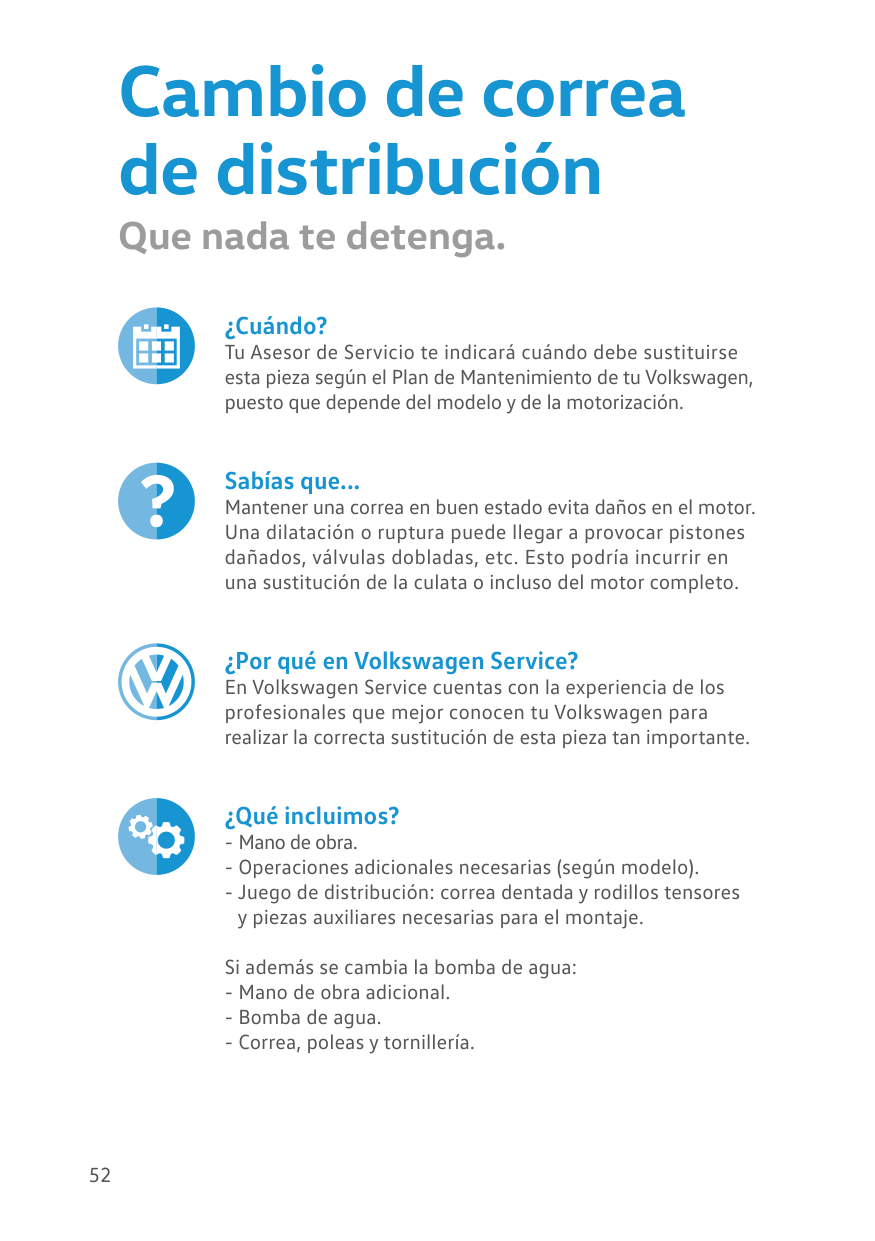 Cambio de correa
de distribución
Que nada te detenga.
¿Cuándo?
Tu Asesor de Servicio te indicará cuándo debe sustituirse
esta pieza según el Plan de Mantenimiento de tu Volkswagen,
puesto que depende del modelo y de la motorización.
Sabías que...
Mantener una correa en buen estado evita daños en el motor.
Una dilatación o ruptura puede llegar a provocar pistones
dañados, válvulas dobladas, etc. Esto podría incurrir en
una sustitución de la culata o incluso del motor completo.
¿Por qué en Volkswagen Service?
En Volkswagen Service cuentas con la experiencia de los
profesionales que mejor conocen tu Volkswagen para
realizar la correcta sustitución de esta pieza tan importante.
¿Qué incluimos?
- Mano de obra.
- Operaciones adicionales necesarias (según modelo).
- Juego de distribución: correa dentada y rodillos tensores
y piezas auxiliares necesarias para el montaje.
Si además se cambia la bomba de agua:
- Mano de obra adicional.
- Bomba de agua.
- Correa, poleas y tornillería.
52